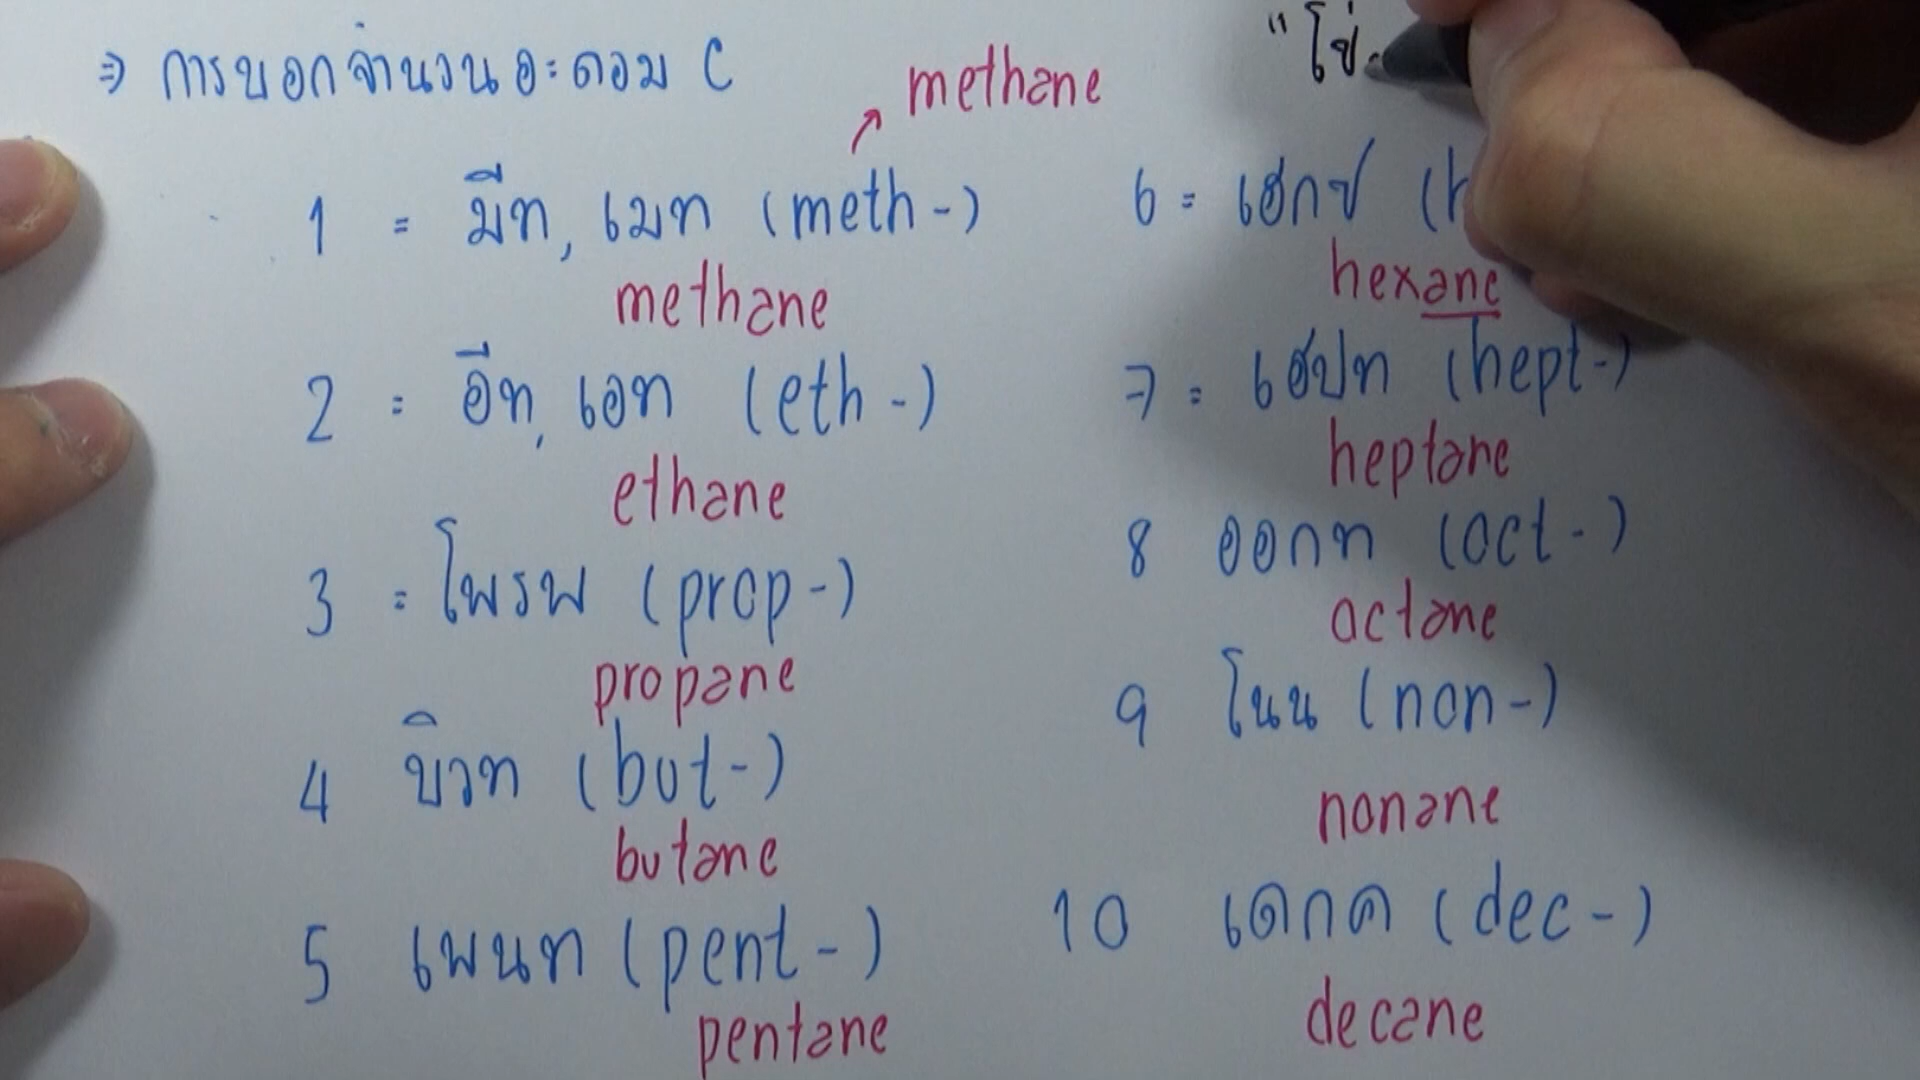 ⇒ การบอกจำนวนอะตอม C
methane
1 = มีท, เมท (meth-)
methane
2 = อีท, เอท (eth-)
ethane
3 = โพรพ (prop-)
propane
4 บิวท (but-)
butane
5 เพนท (pent-)
pentane
6 = เฮกซ์ (h
hexane
7 = เฮปท (hept-)
heptane
8 ออกท (oct-)
octane
9 โนน (non-)
nonane
10 เดกค (dec-)
decane